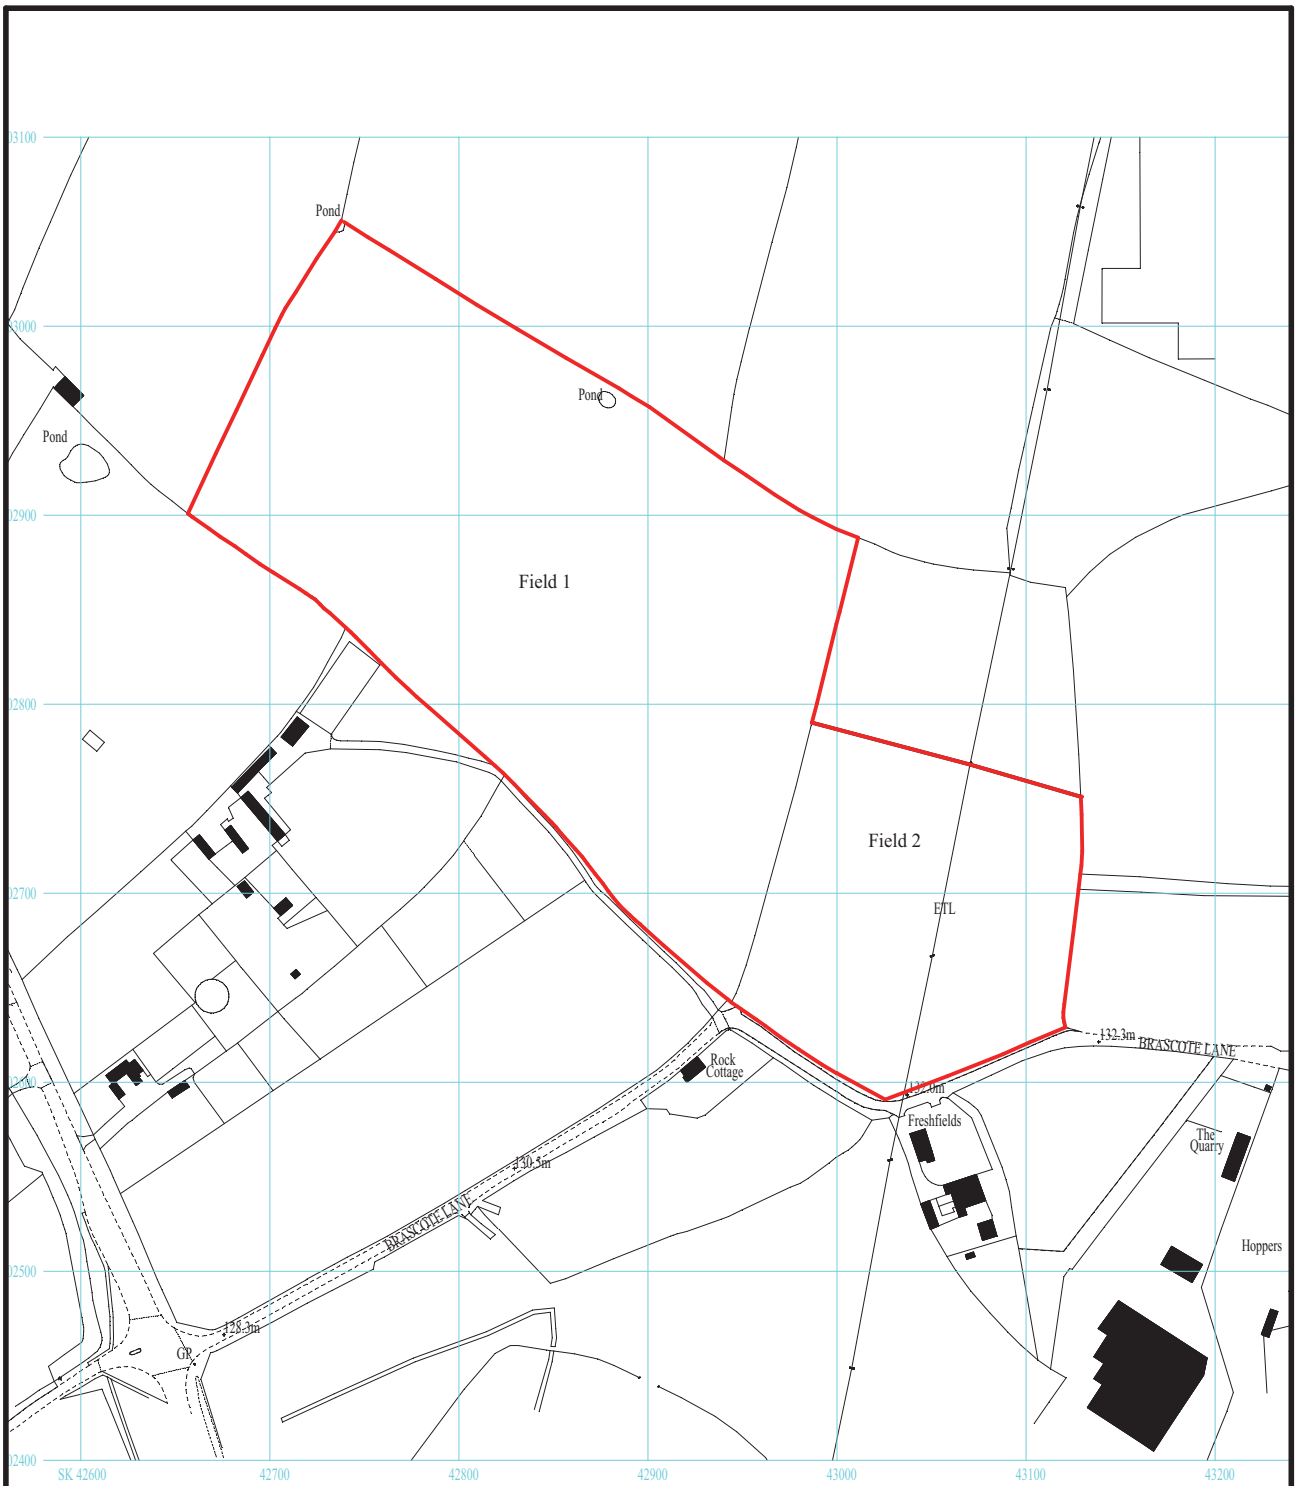 03100
Pond
03000
Pond
Pond
02900
Field 1
02800
Field 2
02700
ETL
132.3m
BRASCOTE LANE
Rock
Cottage
02600
132.0m
Freshfields
The
Quarry
130.5m
BRASCOTE LANE
Hoppers
02500
128.3m
GP
02400
SK 42600
42700
42800
42900
43000
43100
43200